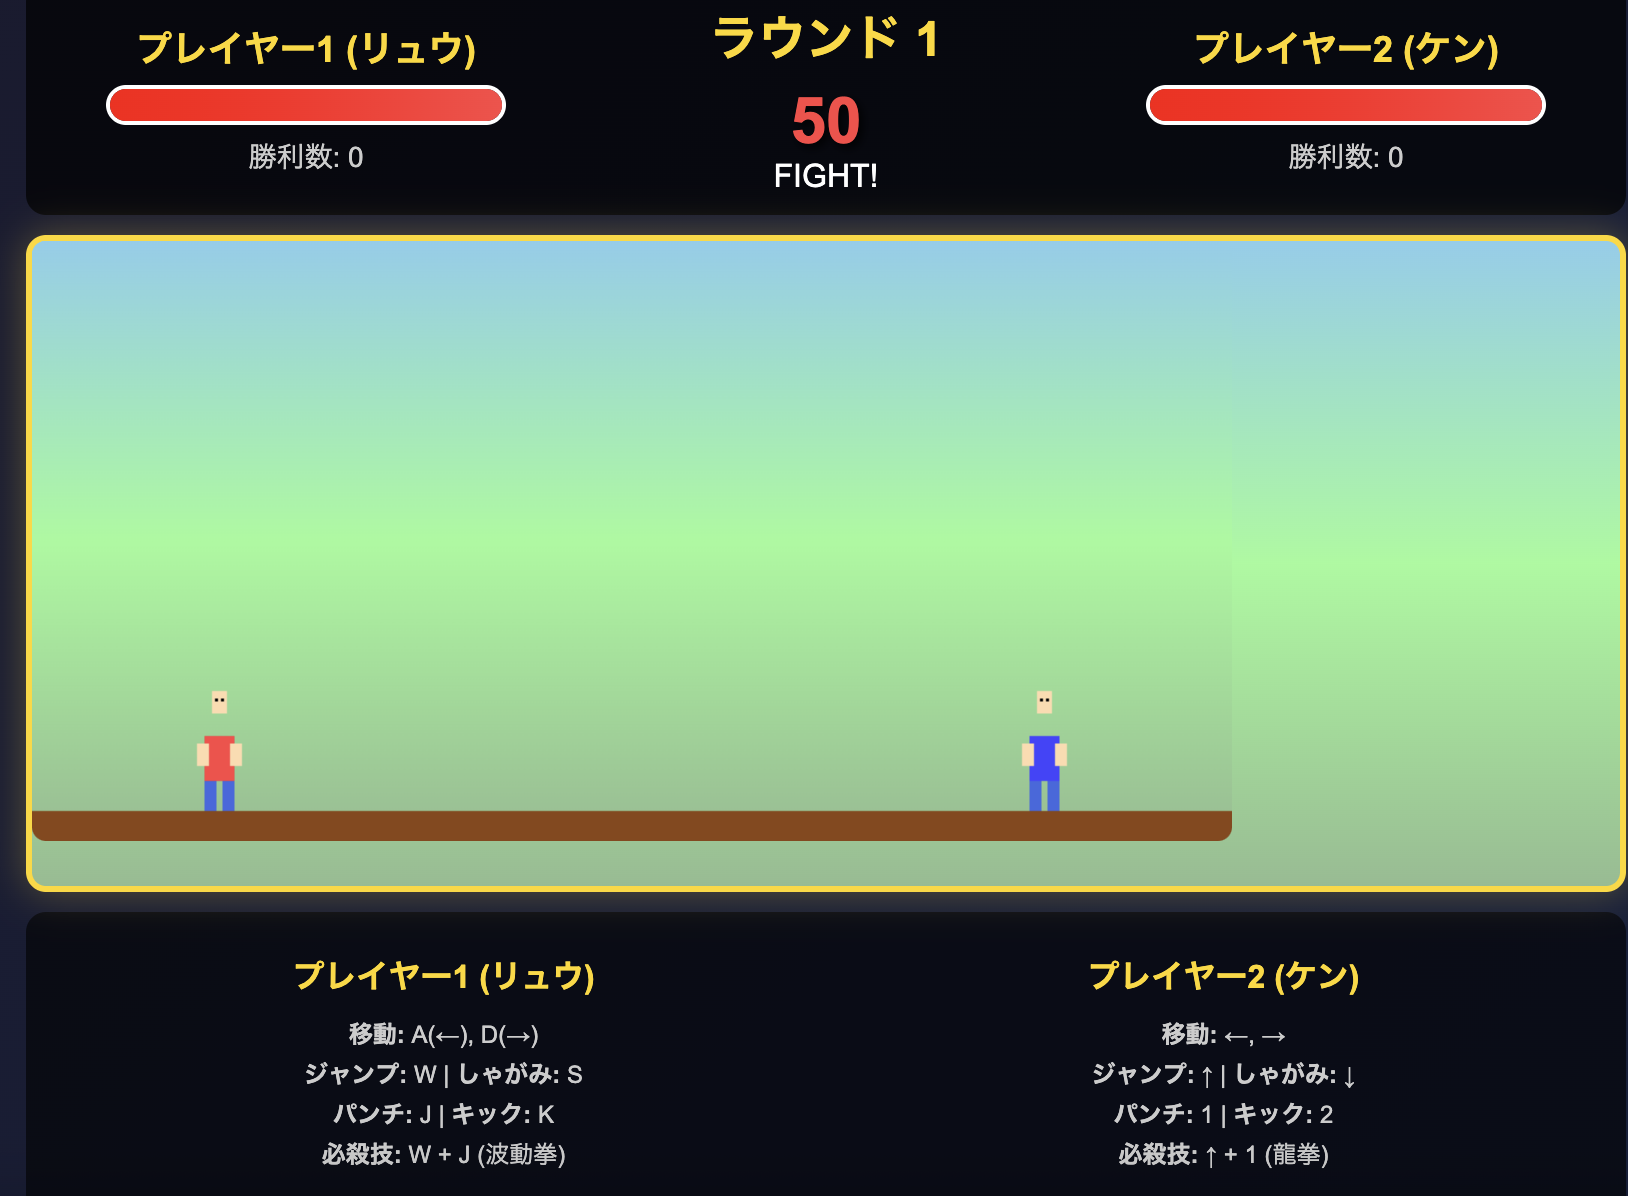 プレイヤー1 (リュウ)
勝利数: 0
ラウンド 1
50
FIGHT!
プレイヤー2 (ケン)
勝利数: 0
プレイヤー1 (リュウ)
移動: A(←), D(→)
ジャンプ: W | しゃがみ: S
パンチ: J | キック: K
必殺技: W + J (波動拳)
プレイヤー2 (ケン)
移動: ←, →
ジャンプ: ↑ | しゃがみ: ↓
パンチ: 1 | キック: 2
必殺技: ↑ + 1 (龍拳)